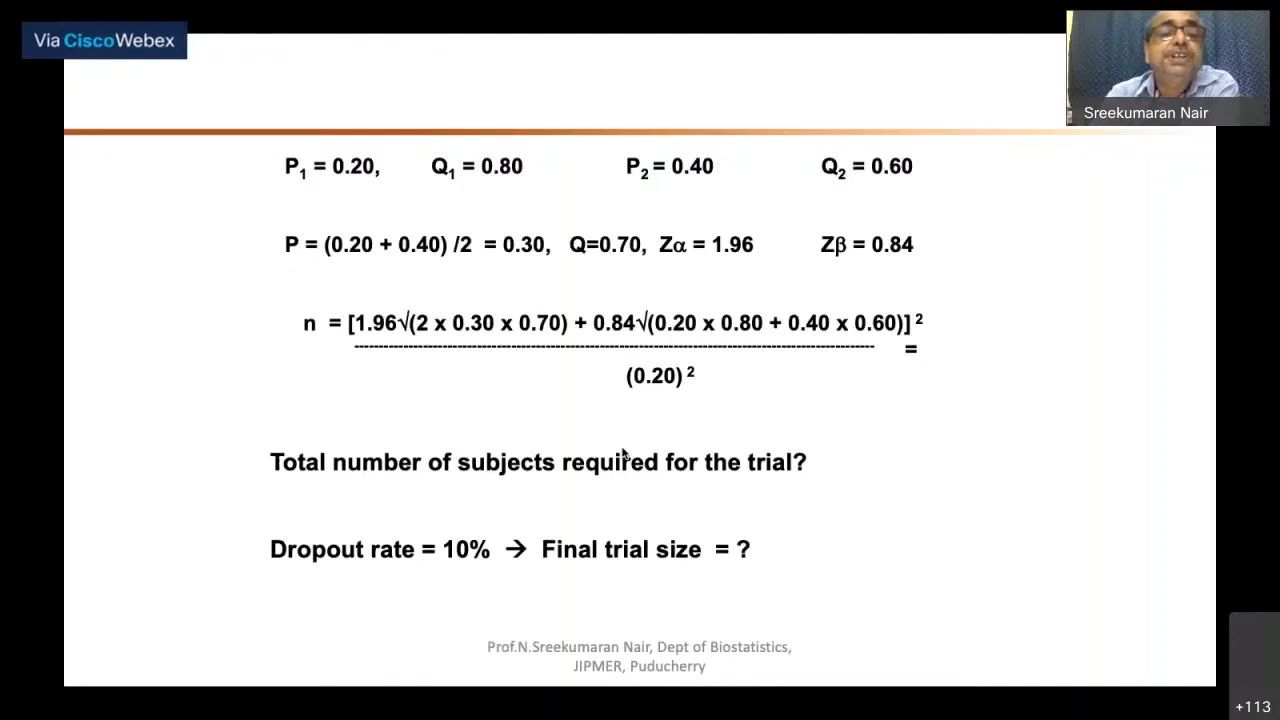 Via CiscoWebex
Sreekumaran Nair
P₁ = 0.20, Q₁ = 0.80 P₂ = 0.40 Q₂ = 0.60
P = (0.20 + 0.40) /2 = 0.30, Q=0.70, Zα = 1.96 Zβ = 0.84
n = [1.96√(2 x 0.30 x 0.70) + 0.84√(0.20 x 0.80 + 0.40 x 0.60)] ²
=
(0.20) ²
Total number of subjects required for the trial?
Dropout rate = 10% → Final trial size = ?
Prof.N.Sreekumaran Nair, Dept of Biostatistics,
JIPMER, Puducherry
+113